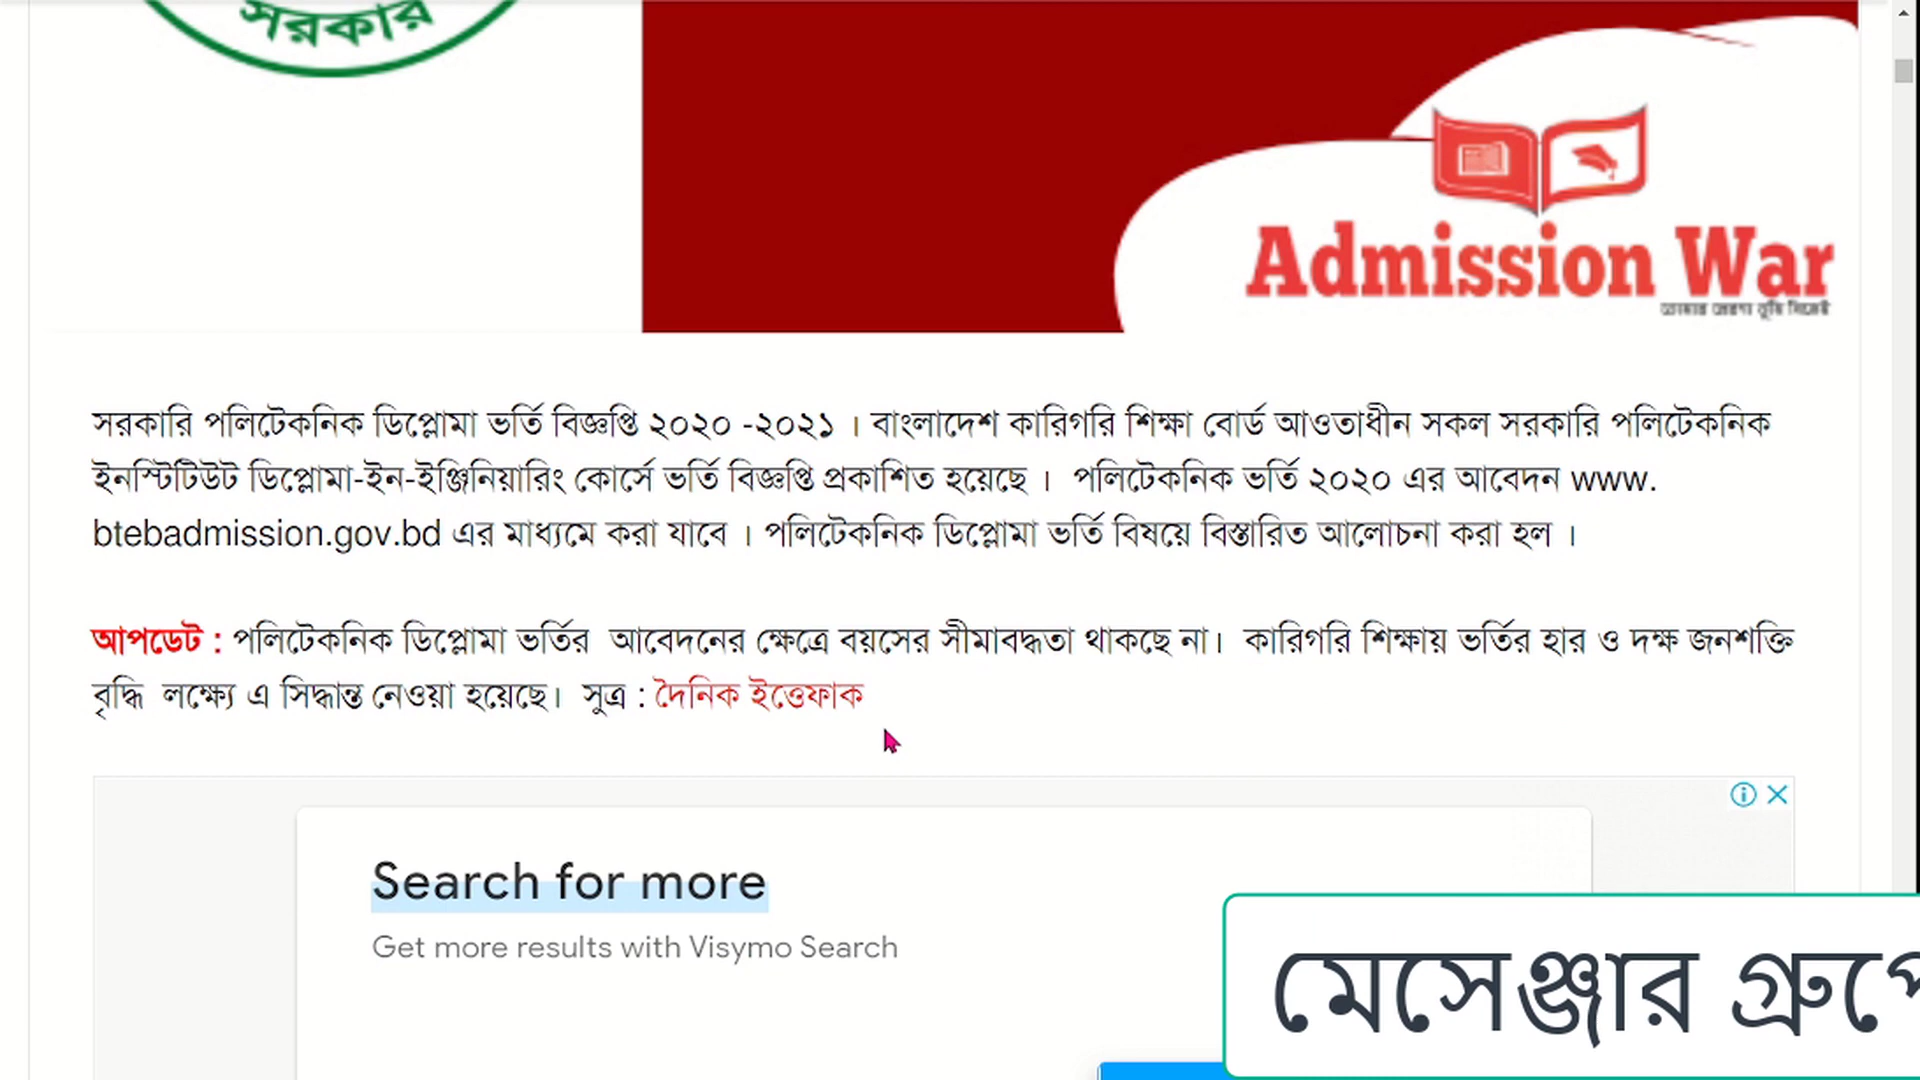 সরকার
Admission War
সরকারি পলিটেকনিক ডিপ্লোমা ভর্তি বিজ্ঞপ্তি ২০২০ -২০২১ । বাংলাদেশ কারিগরি শিক্ষা বোর্ড আওতাধীন সকল সরকারি পলিটেকনিক
ইনস্টিটিউট ডিপ্লোমা-ইন-ইঞ্জিনিয়ারিং কোর্সে ভর্তি বিজ্ঞপ্তি প্রকাশিত হয়েছে । পলিটেকনিক ভর্তি ২০২০ এর আবেদন www.
btebadmission.gov.bd এর মাধ্যমে করা যাবে । পলিটেকনিক ডিপ্লোমা ভর্তি বিষয়ে বিস্তারিত আলোচনা করা হল ।
আপডেট : পলিটেকনিক ডিপ্লোমা ভর্তির আবেদনের ক্ষেত্রে বয়সের সীমাবদ্ধতা থাকছে না। কারিগরি শিক্ষায় ভর্তির হার ও দক্ষ জনশক্তি
বৃদ্ধি লক্ষ্যে এ সিদ্ধান্ত নেওয়া হয়েছে। সুত্র : দৈনিক ইত্তেফাক
Search for more
Get more results with Visymo Search
মেসেঞ্জার গ্রুপে